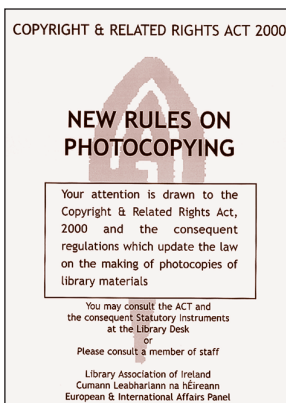 COPYRIGHT & RELATED RIGHTS ACT 2000
NEW RULES ON
PHOTOCOPYING
Your attention is drawn to the
Copyright & Related Rights Act,
2000 and the consequent
regulations which update the law
on the making of photocopies of
library materials
You may consult the ACT and
the consequent Statutory Instruments
at the Library Desk
or
Please consult a member of staff
Library Association of Ireland
Cumann Leabharlann na hÉireann
European & International Affairs Panel